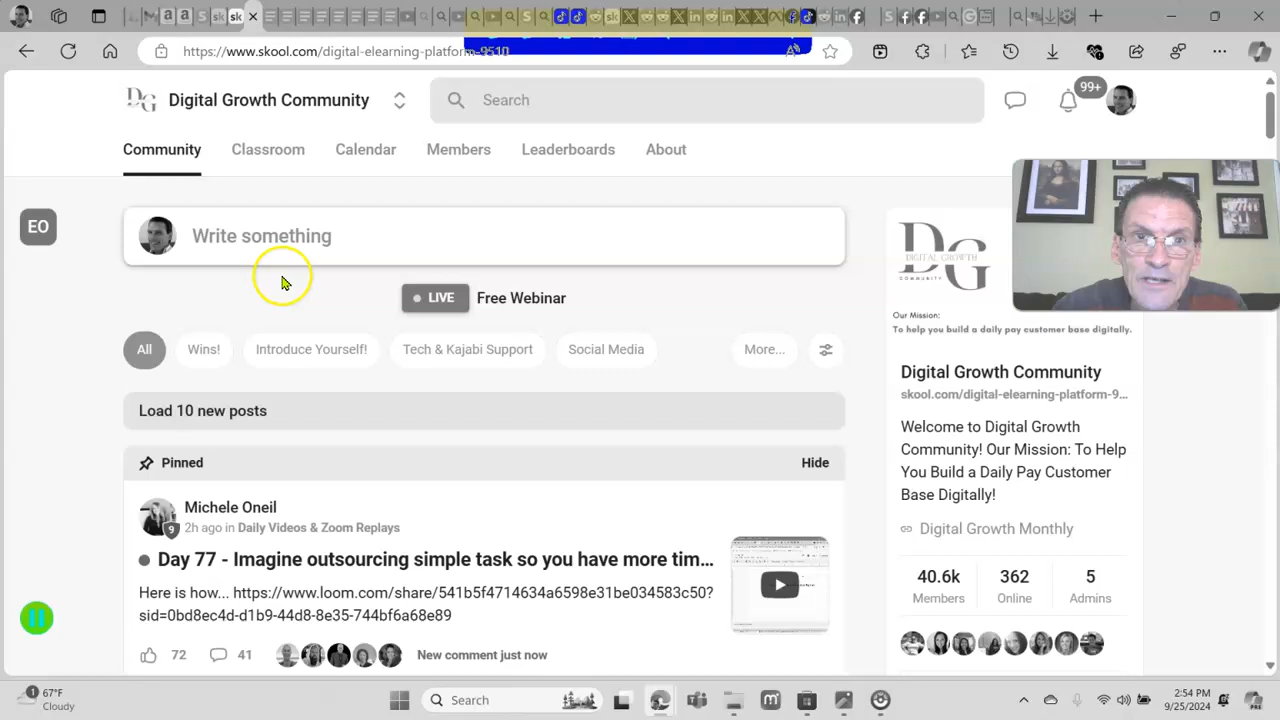 https://www.skool.com/digital-elearning-platform-9510
DG
Digital Growth Community
Search
99+
Community
Classroom
Calendar
Members
Leaderboards
About
EO
Write something
LIVE
Free Webinar
All
Wins!
Introduce Yourself!
Tech & Kajabi Support
Social Media
More...
Load 10 new posts
Pinned
Hide
Michele Oneil
9
2h ago in Daily Videos & Zoom Replays
Day 77 - Imagine outsourcing simple task so you have more tim...
Here is how... https://www.loom.com/share/541b5f4714634a6598e31be034583c50?
sid=0bd8ec4d-d1b9-44d8-8e35-744bf6a68e89
72
41
New comment just now
DG
DIGITAL GROWTH
COMMUNITY
Our Mission:
To help you build a daily pay customer base digitally.
Digital Growth Community
skool.com/digital-elearning-platform-9...
Welcome to Digital Growth
Community! Our Mission: To Help
You Build a Daily Pay Customer
Base Digitally!
Digital Growth Monthly
40.6k
Members
362
Online
5
Admins
1
67°F
Cloudy
Search
2:54 PM
9/25/2024